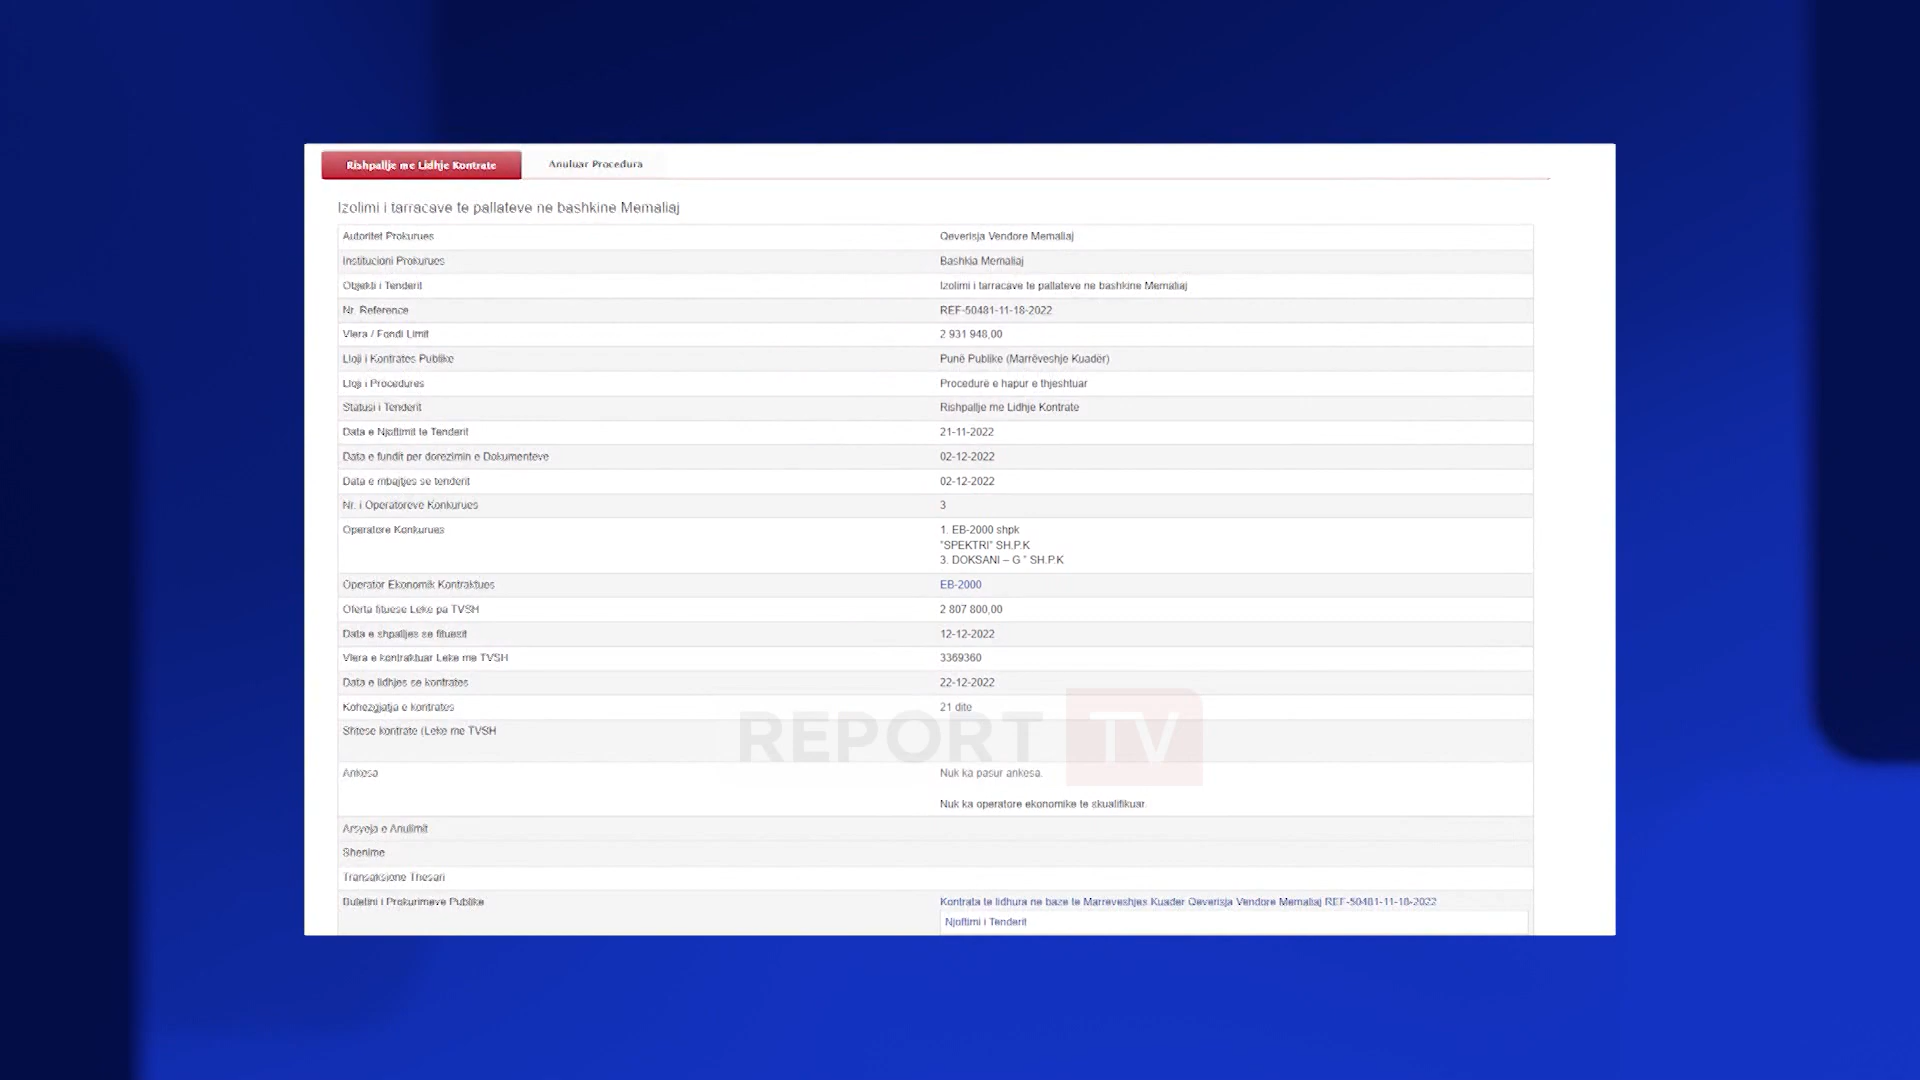 Rishpallje me Lidhje Kontrate
Anuluar Procedura
Izolimi i tarracave te pallateve ne bashkine Memaliaj
Autoritet Prokurues Qeverisja Vendore Memaliaj
Institucioni Prokurues Bashkia Memaliaj
Objekti i Tenderit Izolimi i tarracave te pallateve ne bashkine Memaliaj
Nr. Reference REF-50481-11-18-2022
Vlera / Fondi Limit 2 931 948,00
Lloji i Kontrates Publike Punë Publike (Marrëveshje Kuadër)
Lloji i Procedures Procedure e hapur e thjeshtuar
Statusi i Tenderit Rishpallje me Lidhje Kontrate
Data e Njoftimit te Tenderit 21-11-2022
Data e fundit per dorezimin e Dokumenteve 02-12-2022
Data e mbajtjes se tenderit 02-12-2022
Nr. i Operatoreve Konkurues 3
Operatore Konkurues 1. EB-2000 shpk
"SPEKTRI" SH.P.K
3. DOKSANI – G " SH.P.K
Operator Ekonomik Kontraktues EB-2000
Oferta fituese Leke pa TVSH 2 807 800,00
Data e shpalljes se fituesit 12-12-2022
Vlera e kontraktuar Leke me TVSH 3369360
Data e lidhjes se kontrates 22-12-2022
Kohezgjatja e kontrates 21 dite
Shtese kontrate (Leke me TVSH
REPORT TV
Ankesa Nuk ka pasur ankesa.
Nuk ka operatore ekonomike te skualifikuar.
Arsyeja e Anulimit
Shenime
Transaksione Thesari
Buletini i Prokurimeve Publike Kontrata te lidhura ne baze te Marreveshjes Kuader Qeverisja Vendore Memaliaj REF-50481-11-18-2022
Njoftimi i Tenderit